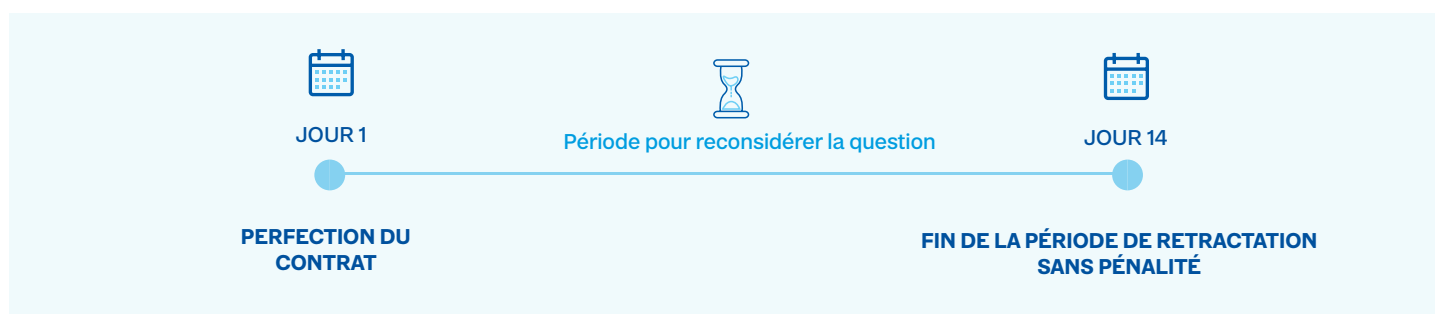 JOUR 1
Période pour reconsidérer la question
JOUR 14
PERFECTION DU
CONTRAT
FIN DE LA PÉRIODE DE RETRACTATION
SANS PÉNALITÉ